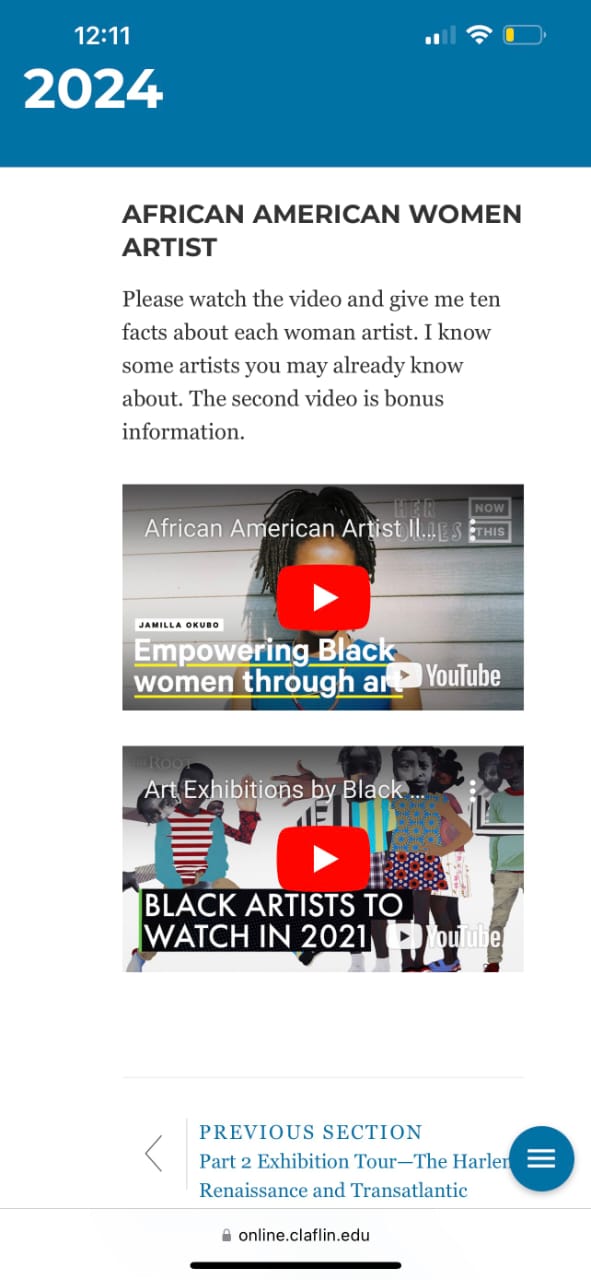 12:11
2024
AFRICAN AMERICAN WOMEN
ARTIST
Please watch the video and give me ten
facts about each woman artist. I know
some artists you may already know
about. The second video is bonus
information.
HER
NOW
African American Artist Il...
THIS
JAMILLA OKUBO
Empowering Black
women through art
YouTube
ROOT
Art Exhibitions by Black ...
BLACK ARTISTS TO
WATCH IN 2021
YouTube
PREVIOUS SECTION
Part 2 Exhibition Tour—The Harlem
Renaissance and Transatlantic
online.claflin.edu